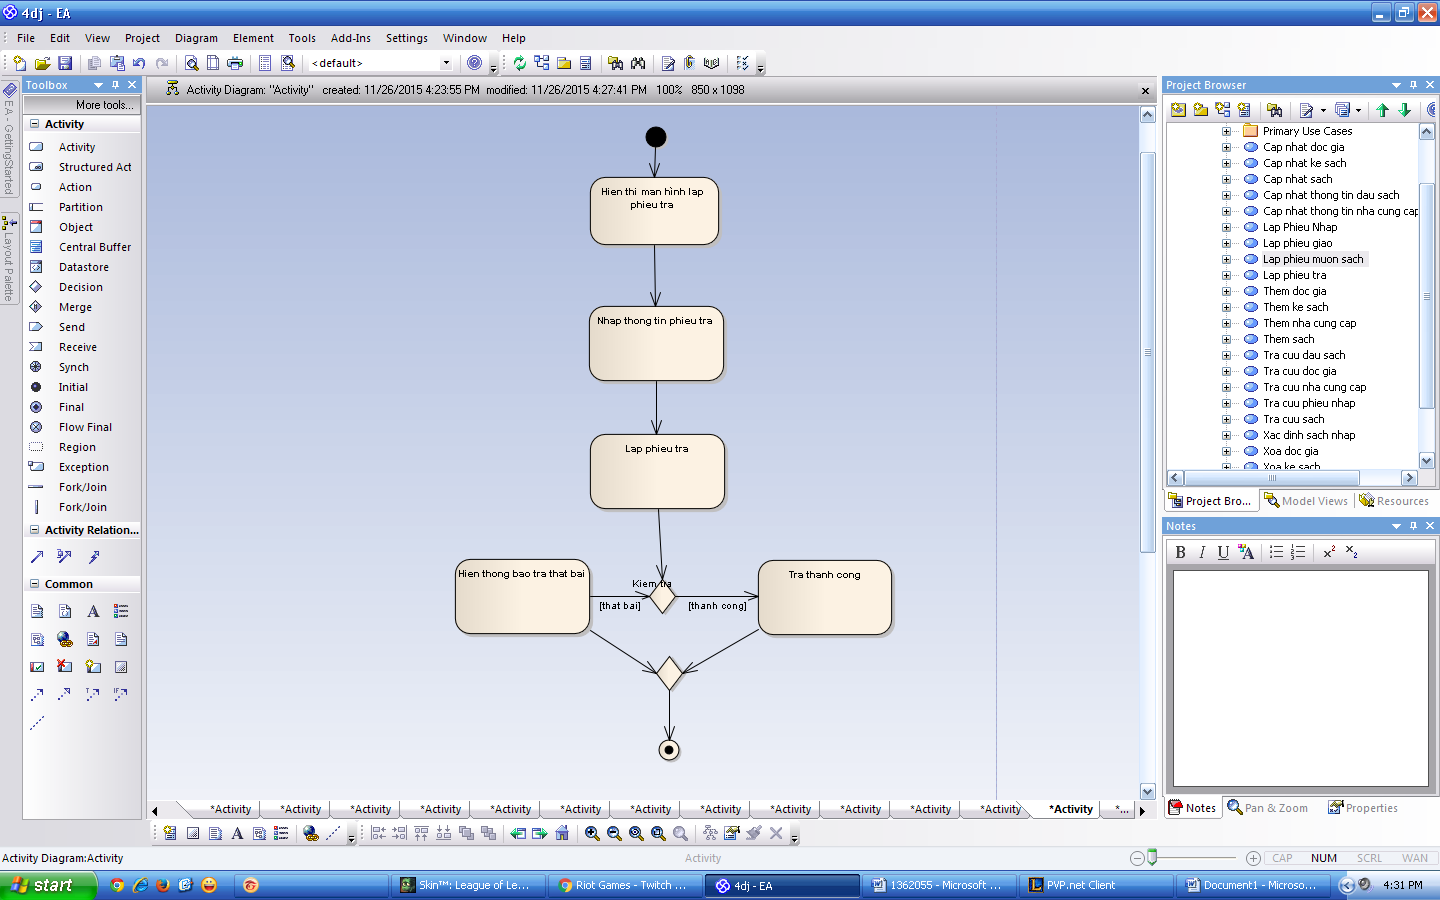 4dj - EA
File Edit View Project Diagram Element Tools Add-Ins Settings Window Help
< default>
Toolbox
More tools...
Activity
Activity
Structured Act
Action
Partition
Object
Central Buffer
Datastore
Decision
Merge
Send
Receive
Synch
Initial
Final
Flow Final
Region
Exception
Fork/Join
Fork/Join
Activity Relation...
Common
EA - GettingStarted
Layout Palette
Activity Diagram: "Activity" created: 11/26/2015 4:23:55 PM modified: 11/26/2015 4:27:41 PM 100% 850 x 1098
Hien thi man hinh lap
phieu tra
Nhap thong tin phieu tra
Lap phieu tra
Hien thong bao tra that bai
Kiem tra
[that bai]
[thanh cong]
Tra thanh cong
*Activity *Activity *Activity *Activity *Activity *Activity *Activity *Activity *Activity *Activity *Activity *Activity *Activity *...
Project Browser
Primary Use Cases
Cap nhat doc gia
Cap nhat ke sach
Cap nhat sach
Cap nhat thong tin dau sach
Cap nhat thong tin nha cung cap
Lap Phieu Nhap
Lap phieu giao
Lap phieu muon sach
Lap phieu tra
Them doc gia
Them ke sach
Them nha cung cap
Them sach
Tra cuu dau sach
Tra cuu doc gia
Tra cuu nha cung cap
Tra cuu phieu nhap
Tra cuu sach
Xac dinh sach nhap
Xoa doc gia
Xoa ke sach
Project Bro... Model Views Resources
Notes
B I U A x² x₂
Notes Pan & Zoom Properties
Activity Diagram:Activity
Activity
CAP NUM SCRL WAN
start
Skin™: League of Le...
Riot Games - Twitch ...
4dj - EA
1362055 - Microsoft ...
PVP.net Client
Document1 - Microso...
4:31 PM